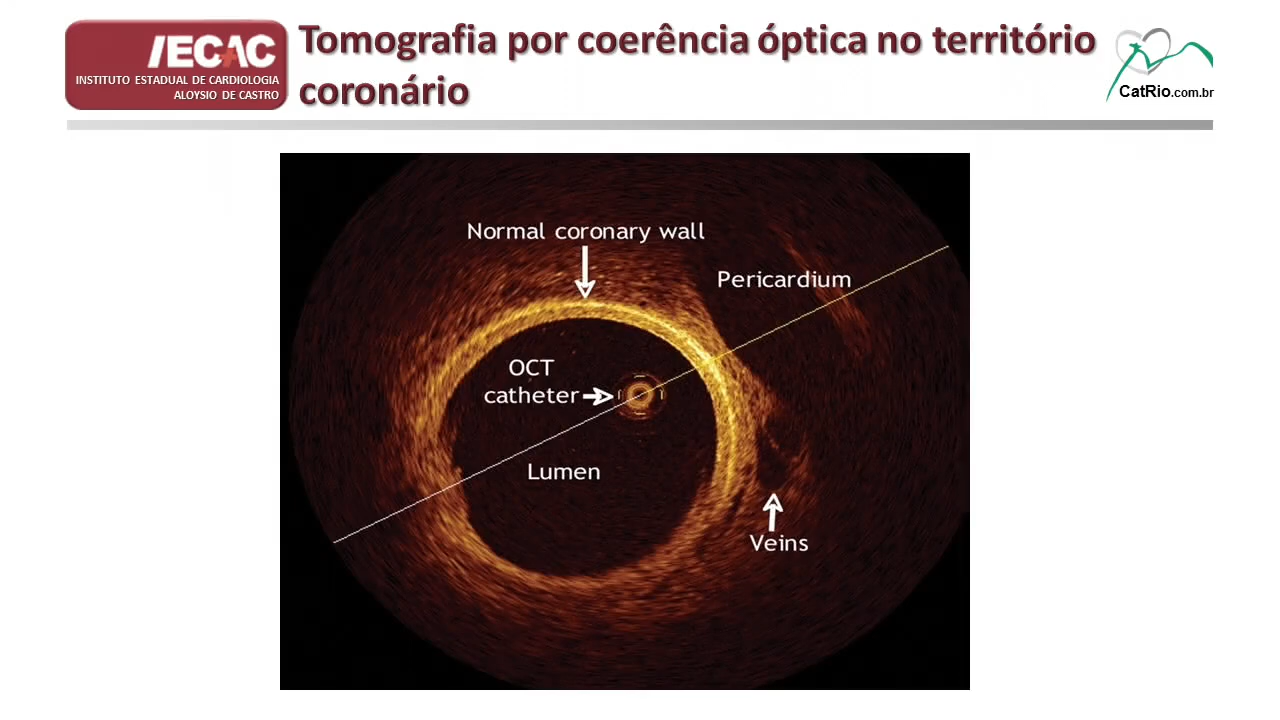 IECAC
INSTITUTO ESTADUAL DE CARDIOLOGIA
ALOYSIO DE CASTRO
Tomografia por coerência óptica no território
coronário
CatRio.com.br
Normal coronary wall
Pericardium
OCT
catheter
Lumen
Veins